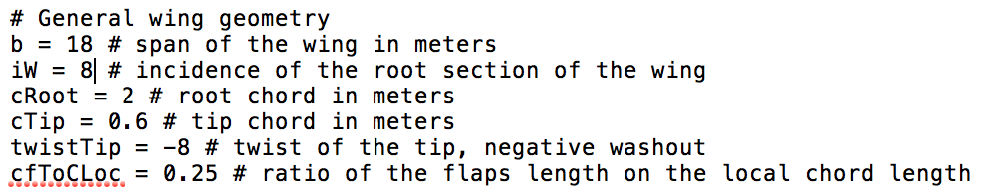 # General wing geometry
b = 18 # span of the wing in meters
iW = 8 # incidence of the root section of the wing
cRoot = 2 # root chord in meters
cTip = 0.6 # tip chord in meters
twistTip = -8 # twist of the tip, negative washout
cfToCLoc = 0.25 # ratio of the flaps length on the local chord length